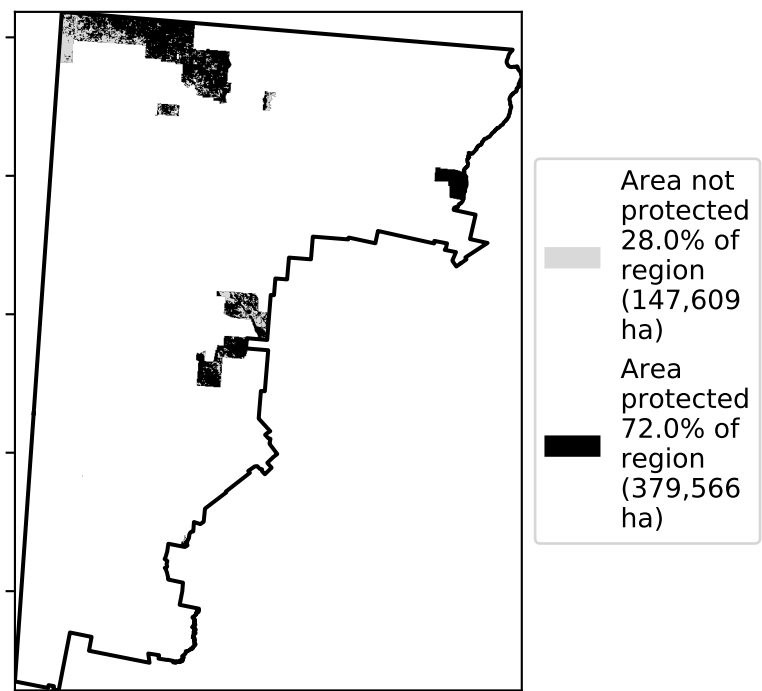 Area not
protected
28.0% of
region
(147,609
ha)
Area
protected
72.0% of
region
(379,566
ha)